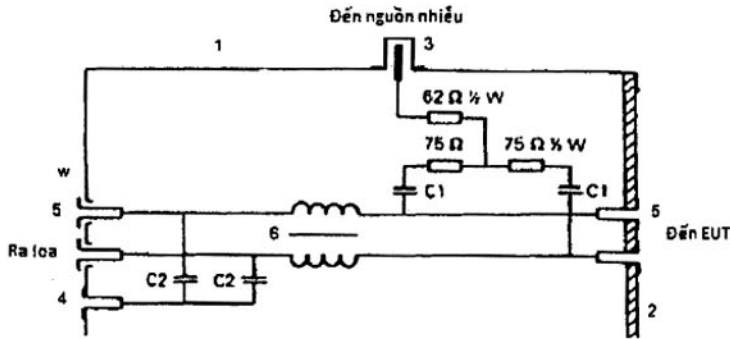 Đến nguồn nhiễu
1
3
62 Ω ½ W
75 Ω
75 Ω ½ W
w
C1
C1
5
5
6
Ra loa
Đến EUT
C2
C2
4
2